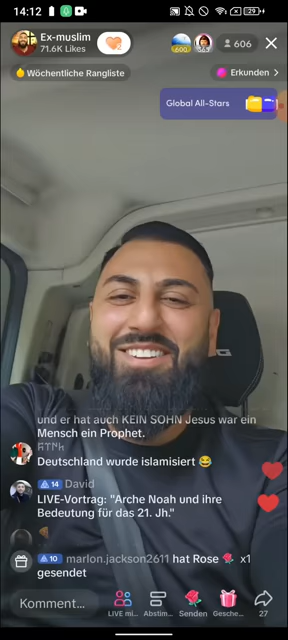 14:12
29
Ex-muslim
71.6K Likes
600
606
Wöchentliche Rangliste
Erkunden
Global All-Stars
G
und er hat auch KEIN SOHN Jesus war ein
Mensch ein Prophet.
Deutschland wurde islamisiert 😂
14 David
LIVE-Vortrag: "Arche Noah und ihre
Bedeutung für das 21. Jh."
10 marlon.jackson2611 hat Rose 🌹 x1
gesendet
Komment...
LIVE mi...
Abstim...
Senden
Gesche...
27